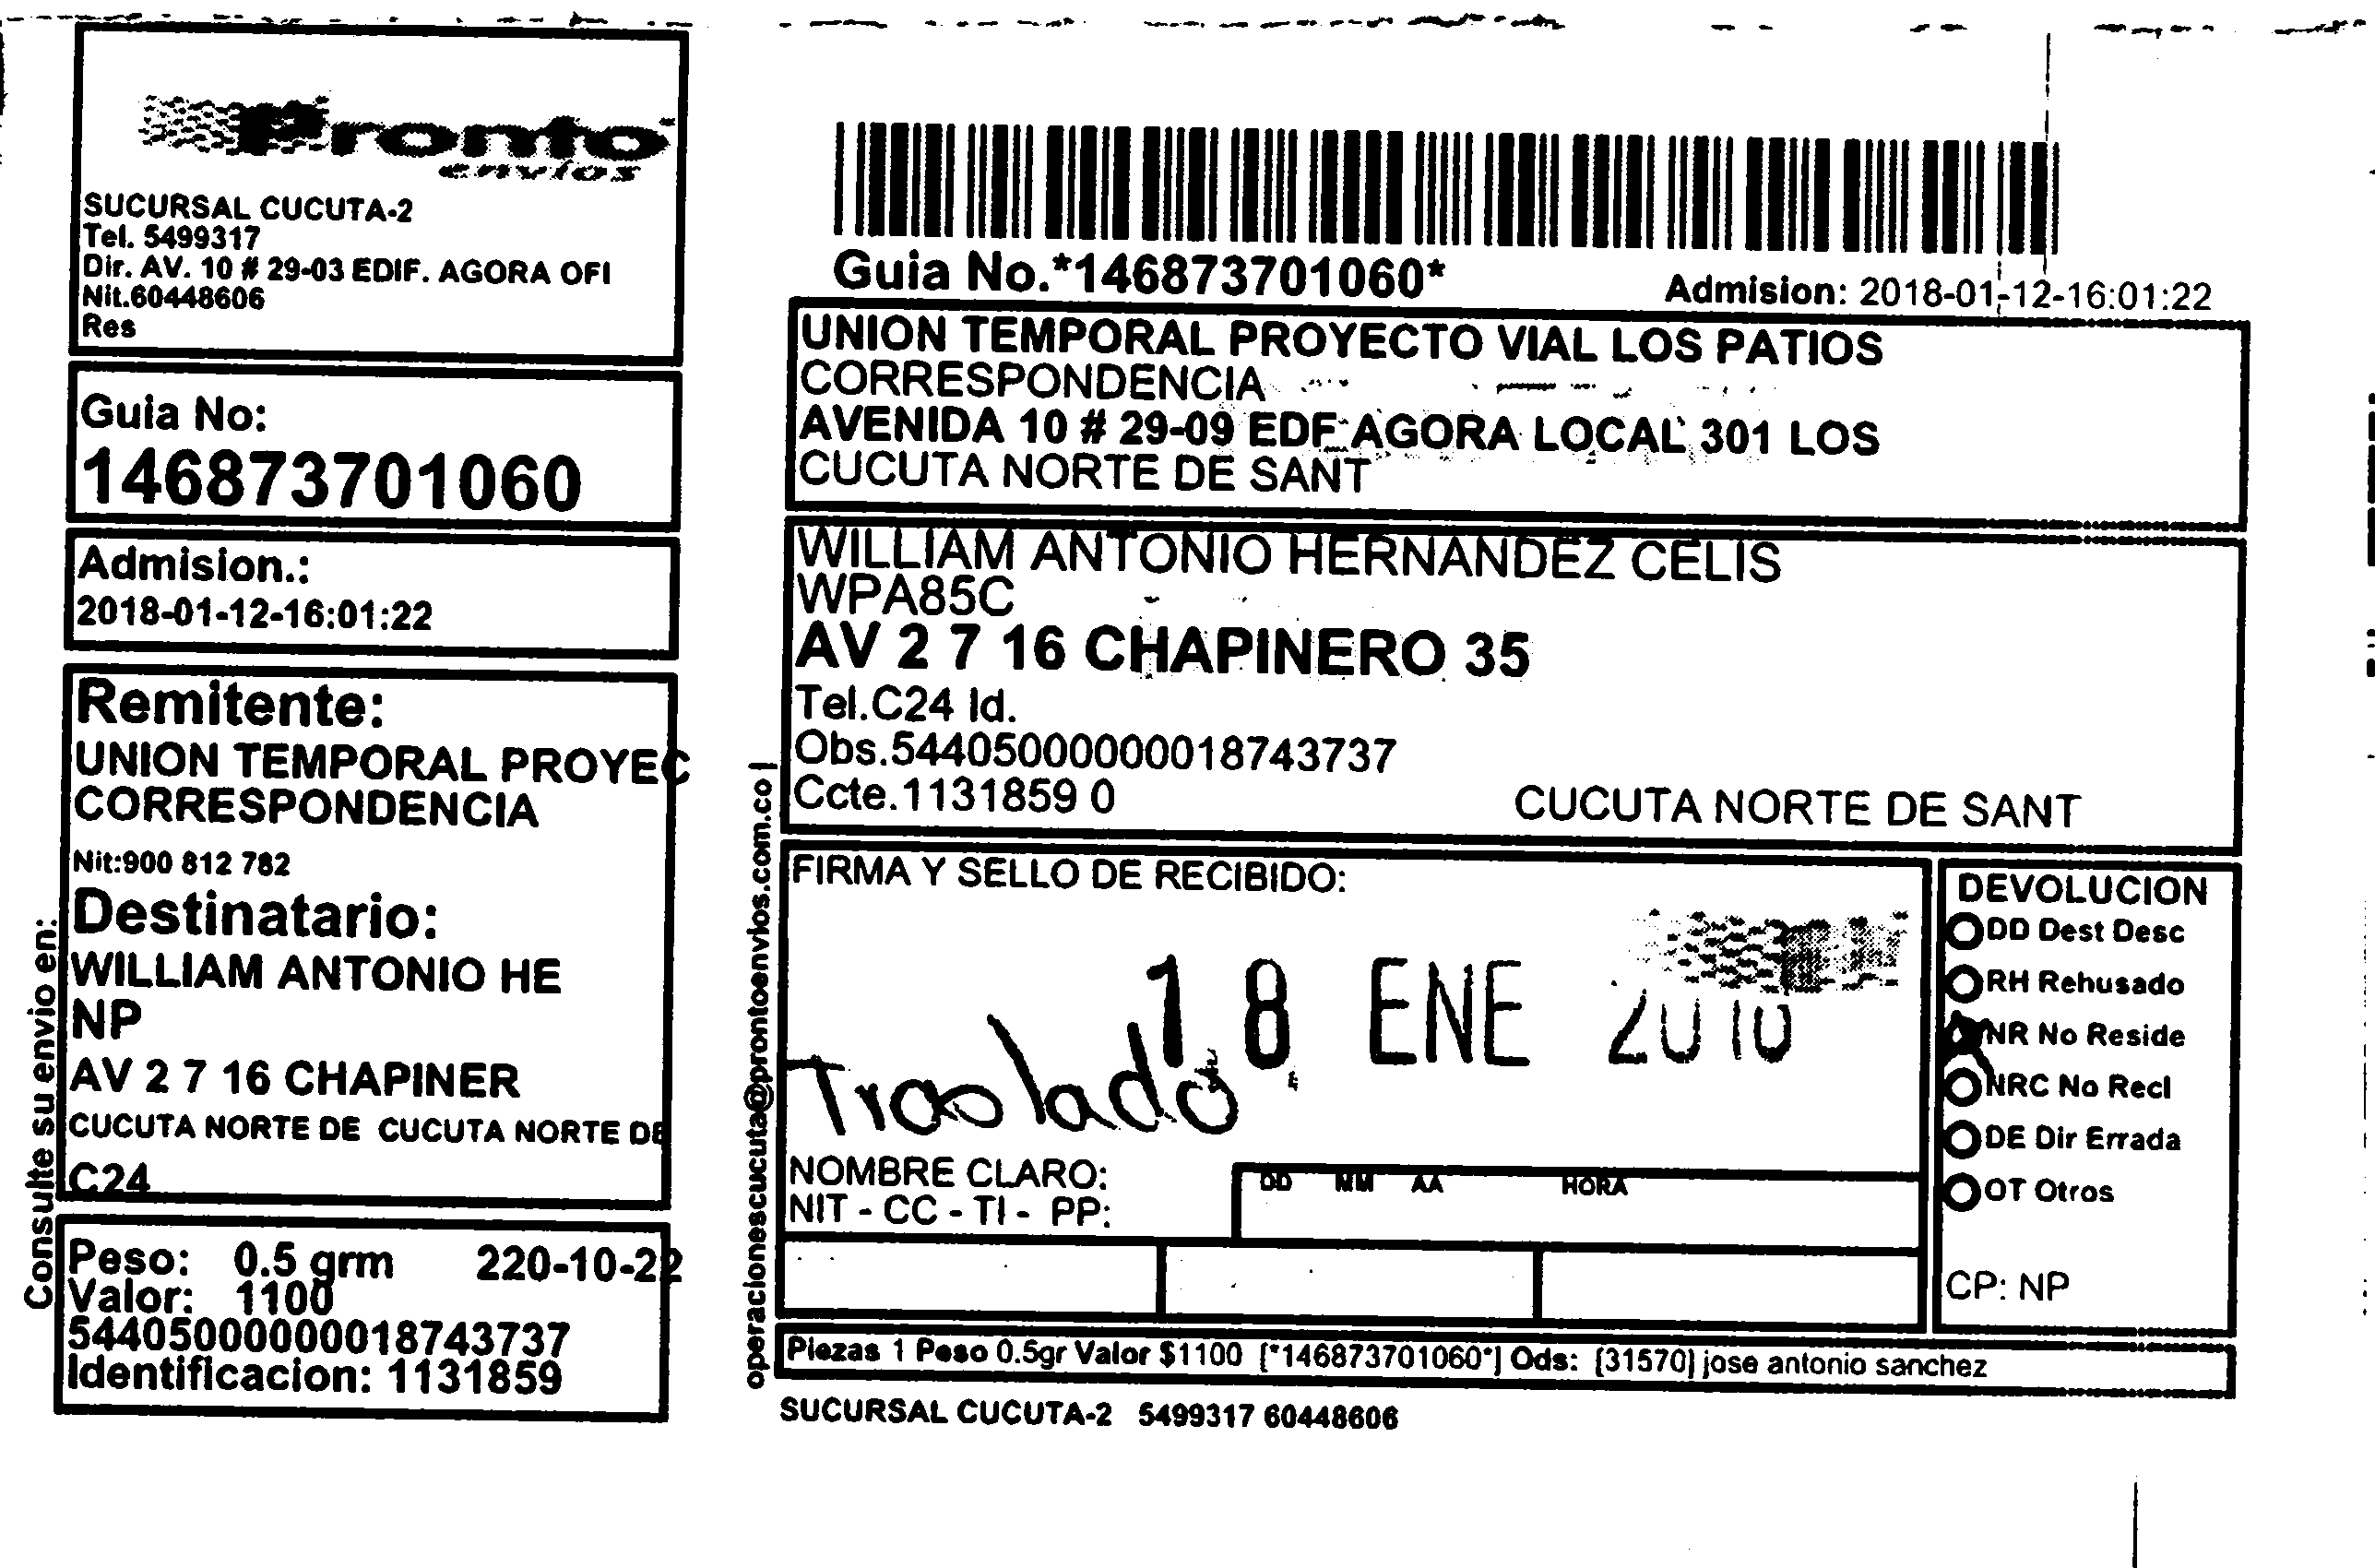 Pronto
envíos
SUCURSAL CUCUTA-2
Tel. 5499317
Dir. AV. 10 # 29-03 EDIF. AGORA OFI
Nit.60448606
Res
Guia No:
146873701060
Admision.:
2018-01-12-16:01:22
Remitente:
UNION TEMPORAL PROYEC
CORRESPONDENCIA
Nit:900 812 782
Destinatario:
WILLIAM ANTONIO HE
NP
AV 2 7 16 CHAPINER
CUCUTA NORTE DE CUCUTA NORTE DE
C24
Peso: 0.5 grm 220-10-22
Valor: 1100
544050000000018743737
Identificacion: 1131859
Consulte su envio en:
operacionescucuta@prontoenvios.com.co |
Guia No.*146873701060*
Admision: 2018-01-12-16:01:22
UNION TEMPORAL PROYECTO VIAL LOS PATIOS
CORRESPONDENCIA
AVENIDA 10 # 29-09 EDF AGORA LOCAL 301 LOS
CUCUTA NORTE DE SANT
WILLIAM ANTONIO HERNANDEZ CELIS
WPA85C
AV 2 7 16 CHAPINERO 35
Tel.C24 Id.
Obs.544050000000018743737
Ccte.1131859 0
CUCUTA NORTE DE SANT
FIRMA Y SELLO DE RECIBIDO:
18 ENE
Traslado
NOMBRE CLARO:
NIT - CC - TI - PP:
DD MM AA HORA
DEVOLUCION
DD Dest Desc
RH Rehusado
NR No Reside
NRC No Recl
DE Dir Errada
OT Otros
CP: NP
Piezas 1 Peso 0.5gr Valor $1100 [*146873701060*] Ods: [31570] jose antonio sanchez
SUCURSAL CUCUTA-2 5499317 60448606